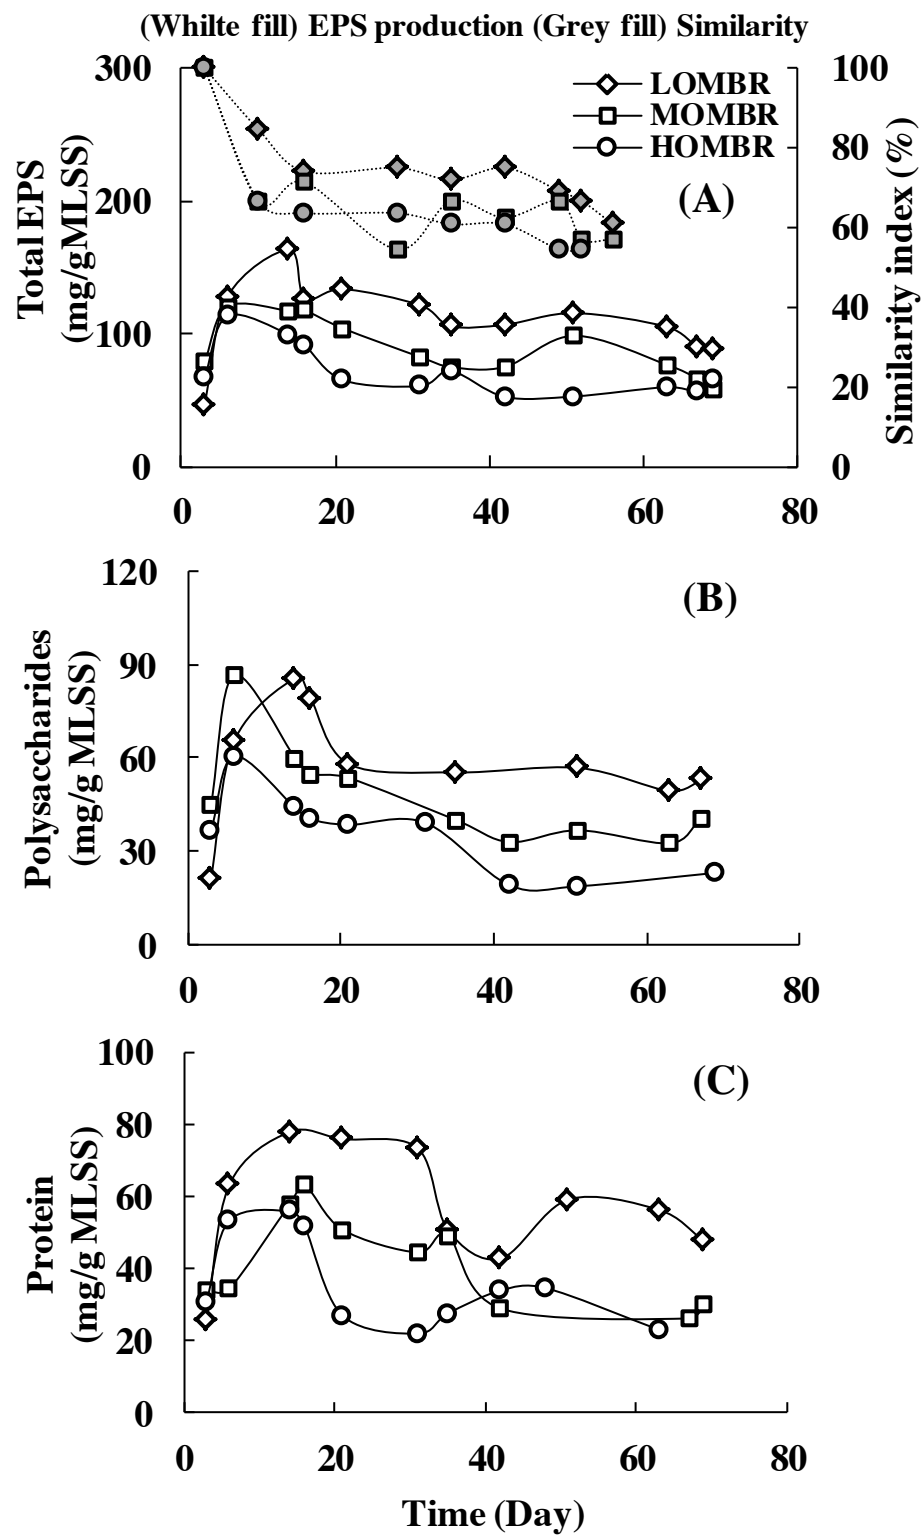 (Whilte fill) EPS production (Grey fill) Similarity
300
200
100
0
Total EPS
(mg/gMLSS)
100
80
60
40
20
0
Similarity index (%)
LOMBR
MOMBR
HOMBR
(A)
0 20 40 60 80
120
90
60
30
0
Polysaccharides
(mg/g MLSS)
(B)
0 20 40 60 80
100
80
60
40
20
0
Protein
(mg/g MLSS)
(C)
0 20 40 60 80
Time (Day)